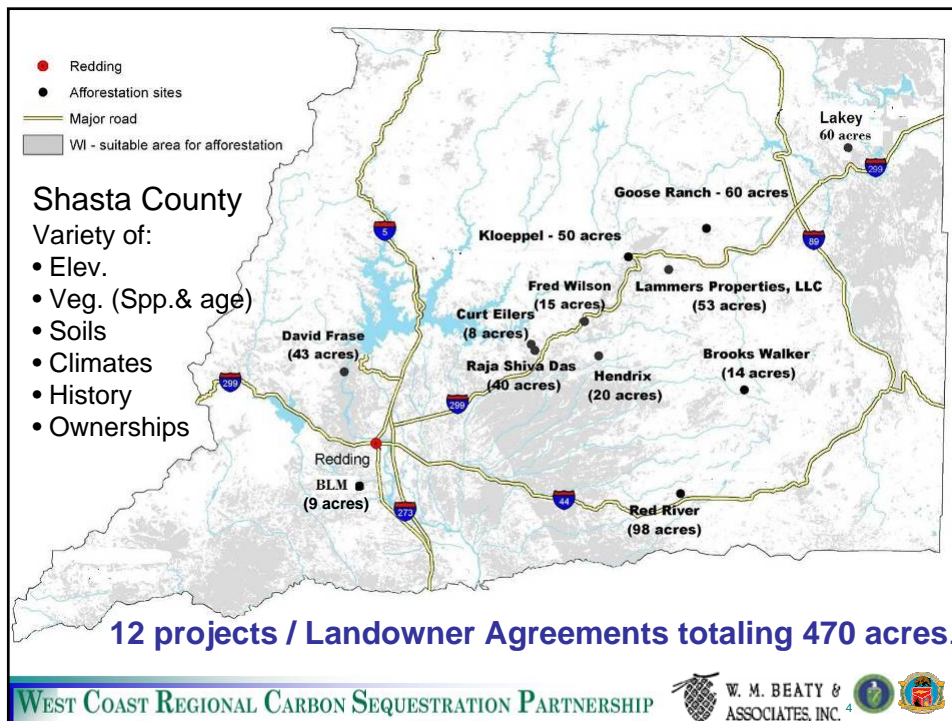 Redding
Afforestation sites
Major road
WI - suitable area for afforestation
Shasta County
Variety of:
• Elev.
• Veg. (Spp.& age)
• Soils
• Climates
• History
• Ownerships
Lakey
60 acres
299
Goose Ranch - 60 acres
5
89
Kloeppel - 50 acres
Fred Wilson
(15 acres)
Lammers Properties, LLC
(53 acres)
Curt Eilers
(8 acres)
David Frase
(43 acres)
Raja Shiva Das
(40 acres)
Hendrix
(20 acres)
Brooks Walker
(14 acres)
299
299
Redding
BLM
(9 acres)
273
44
Red River
(98 acres)
12 projects / Landowner Agreements totaling 470 acres.
WEST COAST REGIONAL CARBON SEQUESTRATION PARTNERSHIP
W. M. BEATY &
ASSOCIATES, INC.
4